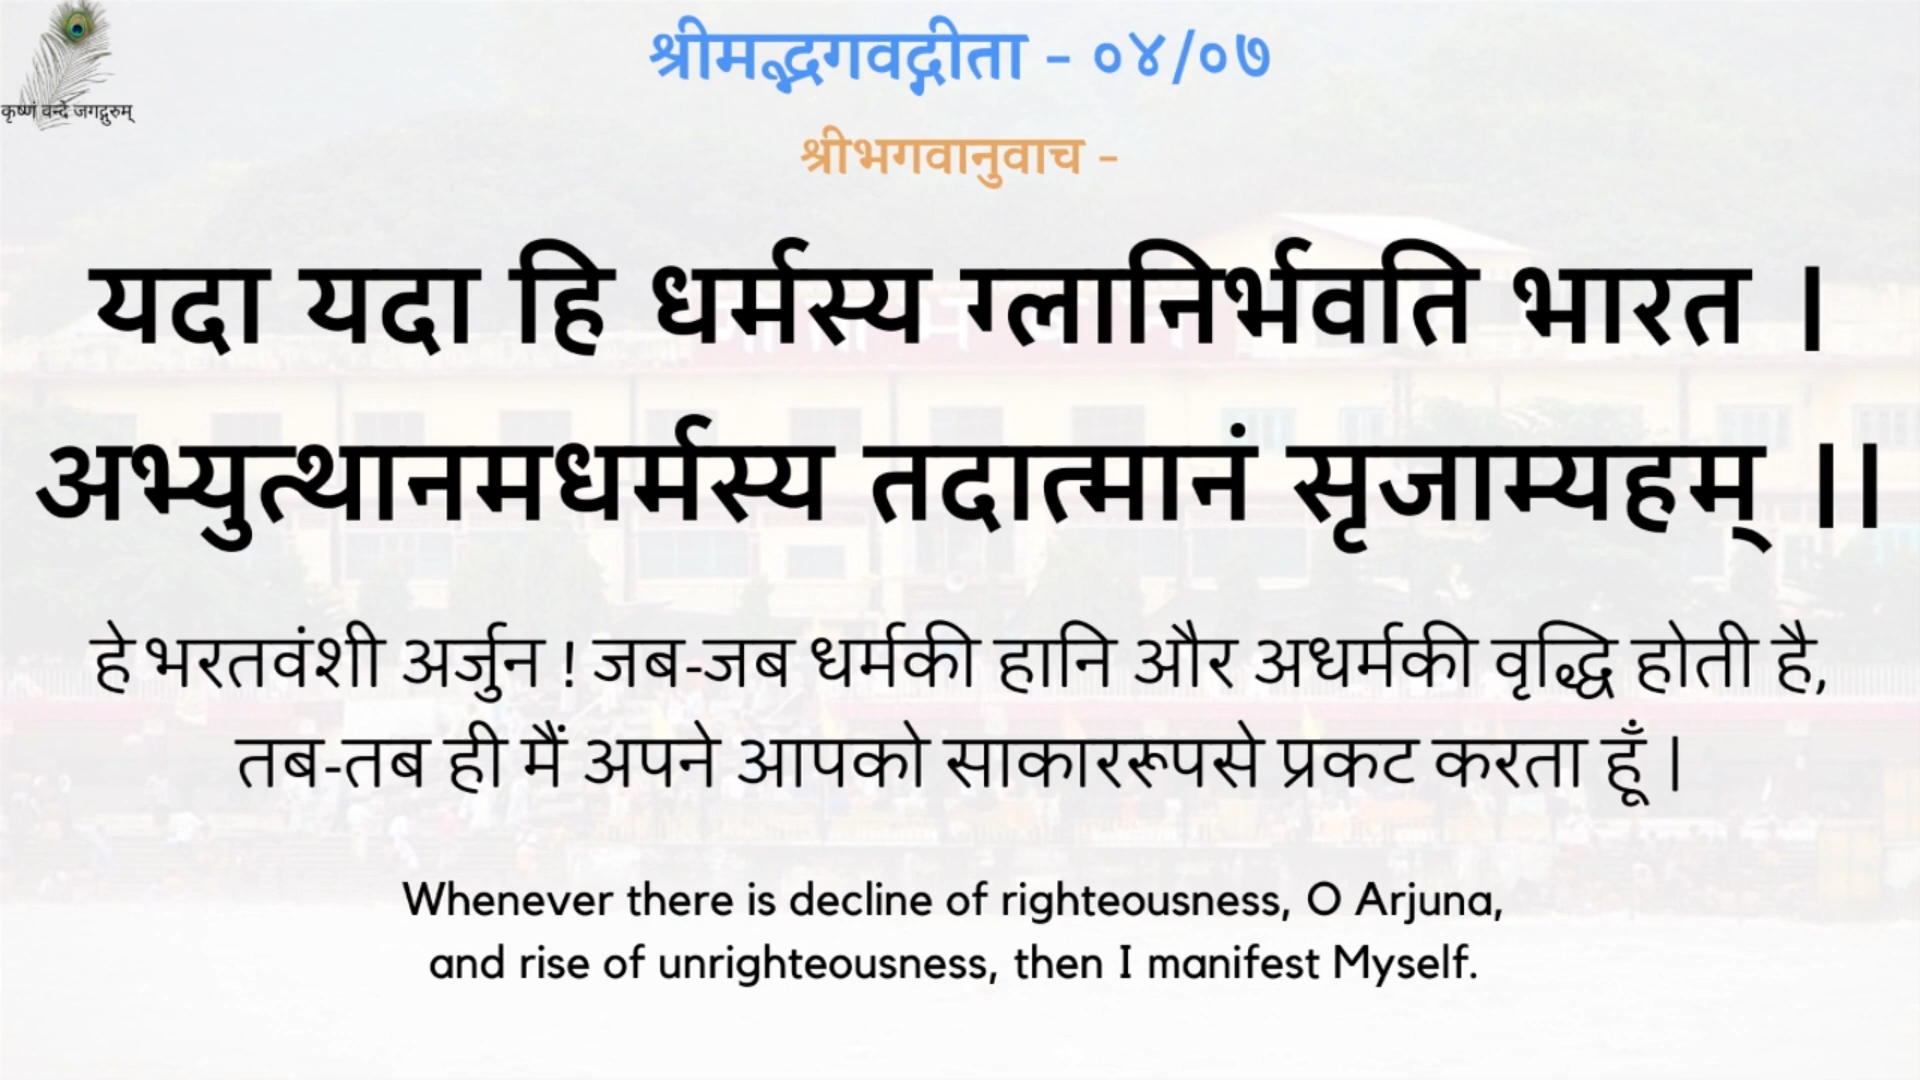 कृष्णं वन्दे जगद्गुरुम्
श्रीमद्भगवद्गीता - ०४/०७
श्रीभगवानुवाच -
यदा यदा हि धर्मस्य ग्लानिर्भवति भारत |
अभ्युत्थानमधर्मस्य तदात्मानं सृजाम्यहम् ||
हे भरतवंशी अर्जुन ! जब-जब धर्मकी हानि और अधर्मकी वृद्धि होती है,
तब-तब ही मैं अपने आपको साकाररूपसे प्रकट करता हूँ |
Whenever there is decline of righteousness, O Arjuna,
and rise of unrighteousness, then I manifest Myself.